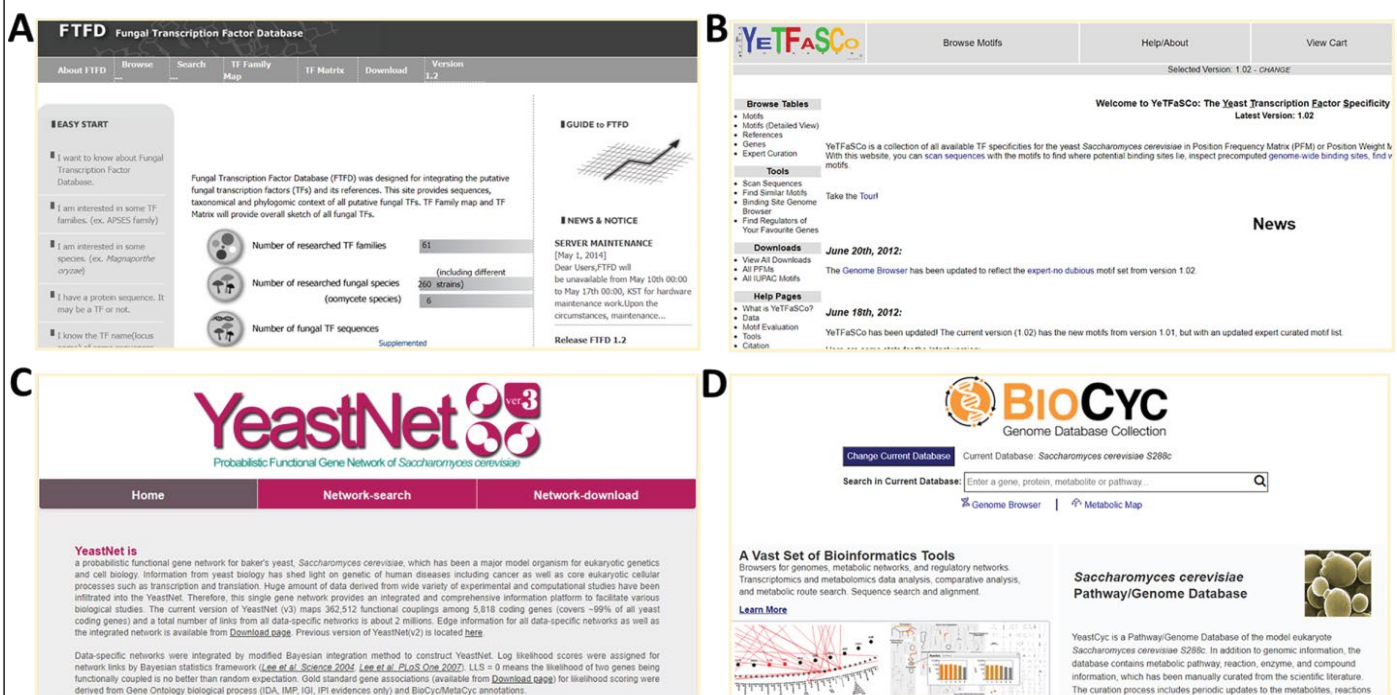 A
FTFD Fungal Transcription Factor Database
About FTFD Browse ... Search ... TF Family Map TF Matrix Download Version 1.2
EASY START
I want to know about Fungal
Transcription Factor
Database.
I am interested in some TF
families. (ex. APSES family)
I am interested in some
species. (ex. Magnaporthe
oryzae)
I have a protein sequence. It
may be a TF or not.
I know the TF name(locus
Fungal Transcription Factor Database (FTFD) was designed for integrating the putative
fungal transcription factors (TFs) and its references. This site provides sequences,
taxonomical and phylogomic context of all putative fungal TFs. TF Family map and TF
Matrix will provide overall sketch of all fungal TFs.
Number of researched TF families 61
Number of researched fungal species 260 (including different strains)
(oomycete species) 6
Number of fungal TF sequences
Supplemented
GUIDE to FTFD
NEWS & NOTICE
SERVER MAINTENANCE
[May 1, 2014]
Dear Users,FTFD will
be unavailable from May 10th 00:00
to May 17th 00:00, KST for hardware
maintenance work.Upon the
circumstances, maintenance...
Release FTFD 1.2
B
YeTFaSCo Browse Motifs Help/About View Cart
Selected Version: 1.02 - CHANGE
Browse Tables
Motifs
Motifs (Detailed View)
References
Genes
Expert Curation
Tools
Scan Sequences
Find Similar Motifs
Binding Site Genome
Browser
Find Regulators of
Your Favourite Genes
Downloads
View All Downloads
All PFMs
All IUPAC Motifs
Help Pages
What is YeTFaSCo?
Data
Motif Evaluation
Tools
Citation
Welcome to YeTFaSCo: The Yeast Transcription Factor Specificity
Latest Version: 1.02
YeTFaSCo is a collection of all available TF specificities for the yeast Saccharomyces cerevisiae in Position Frequency Matrix (PFM) or Position Weight M
With this website, you can scan sequences with the motifs to find where potential binding sites lie, inspect precomputed genome-wide binding sites, find
motifs.
Take the Tour!
News
June 20th, 2012:
The Genome Browser has been updated to reflect the expert-no dubious motif set from version 1.02.
June 18th, 2012:
YeTFaSCo has been updated! The current version (1.02) has the new motifs from version 1.01, but with an updated expert curated motif list.
C
YeastNet ver 3
Probabilistic Functional Gene Network of Saccharomyces cerevisiae
Home Network-search Network-download
YeastNet is
a probabilistic functional gene network for baker's yeast, Saccharomyces cerevisiae, which has been a major model organism for eukaryotic genetics
and cell biology. Information from yeast biology has shed light on genetic of human diseases including cancer as well as core eukaryotic cellular
processes such as transcription and translation. Huge amount of data derived from wide variety of experimental and computational studies have been
infiltrated into the YeastNet. Therefore, this single gene network provides an integrated and comprehensive information platform to facilitate various
biological studies. The current version of YeastNet (v3) maps 362,512 functional couplings among 5,818 coding genes (covers ~99% of all yeast
coding genes) and a total number of links from all data-specific networks is about 2 millions. Edge information for all data-specific networks as well as
the integrated network is available from Download page. Previous version of YeastNet(v2) is located here.
Data-specific networks were integrated by modified Bayesian integration method to construct YeastNet. Log likelihood scores were assigned for
network links by Bayesian statistics framework (Lee et al. Science 2004, Lee et al. PLoS One 2007). LLS = 0 means the likelihood of two genes being
functionally coupled is no better than random expectation. Gold standard gene associations (available from Download page) for likelihood scoring were
derived from Gene Ontology biological process (IDA, IMP, IGI, IPI evidences only) and BioCyc/MetaCyc annotations.
D
BIOCYC
Genome Database Collection
Change Current Database Current Database: Saccharomyces cerevisiae S288c
Search in Current Database: Enter a gene, protein, metabolite or pathway...
Genome Browser | Metabolic Map
A Vast Set of Bioinformatics Tools
Browsers for genomes, metabolic networks, and regulatory networks.
Transcriptomics and metabolomics data analysis, comparative analysis,
and metabolic route search. Sequence search and alignment.
Learn More
Saccharomyces cerevisiae
Pathway/Genome Database
YeastCyc is a Pathway/Genome Database of the model eukaryote
Saccharomyces cerevisiae S288c. In addition to genomic information, the
database contains metabolic pathway, reaction, enzyme, and compound
information, which has been manually curated from the scientific literature.
The curation process includes periodic updates to the metabolites, reactions